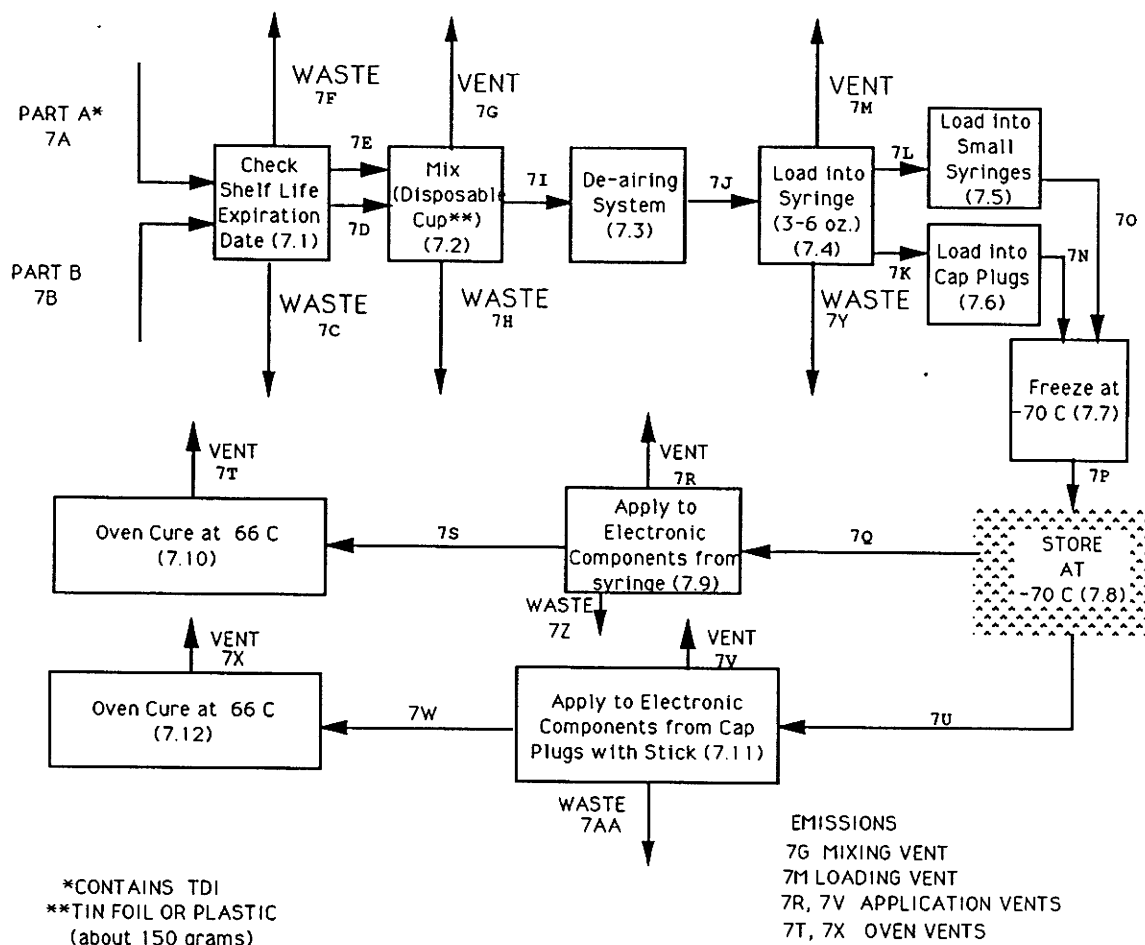 PART A*
7A
PART B
7B
WASTE
7F
Check
Shelf Life
Expiration
Date (7.1)
WASTE
7C
7E
7D
VENT
7G
Mix
(Disposable
Cup**)
(7.2)
WASTE
7H
7I
De-airing
System
(7.3)
7J
VENT
7M
Load into
Syringe
(3-6 oz.)
(7.4)
WASTE
7Y
7L
7K
Load into
Small
Syringes
(7.5)
Load into
Cap Plugs
(7.6)
7O
7N
Freeze at
-70 C (7.7)
7P
STORE
AT
-70 C (7.8)
7Q
VENT
7R
Apply to
Electronic
Components from
syringe (7.9)
WASTE
7Z
7S
VENT
7T
Oven Cure at 66 C
(7.10)
7U
VENT
7V
Apply to Electronic
Components from Cap
Plugs with Stick (7.11)
WASTE
7AA
7W
VENT
7X
Oven Cure at 66 C
(7.12)
*CONTAINS TDI
**TIN FOIL OR PLASTIC
(about 150 grams)
EMISSIONS
7G MIXING VENT
7M LOADING VENT
7R, 7V APPLICATION VENTS
7T, 7X OVEN VENTS